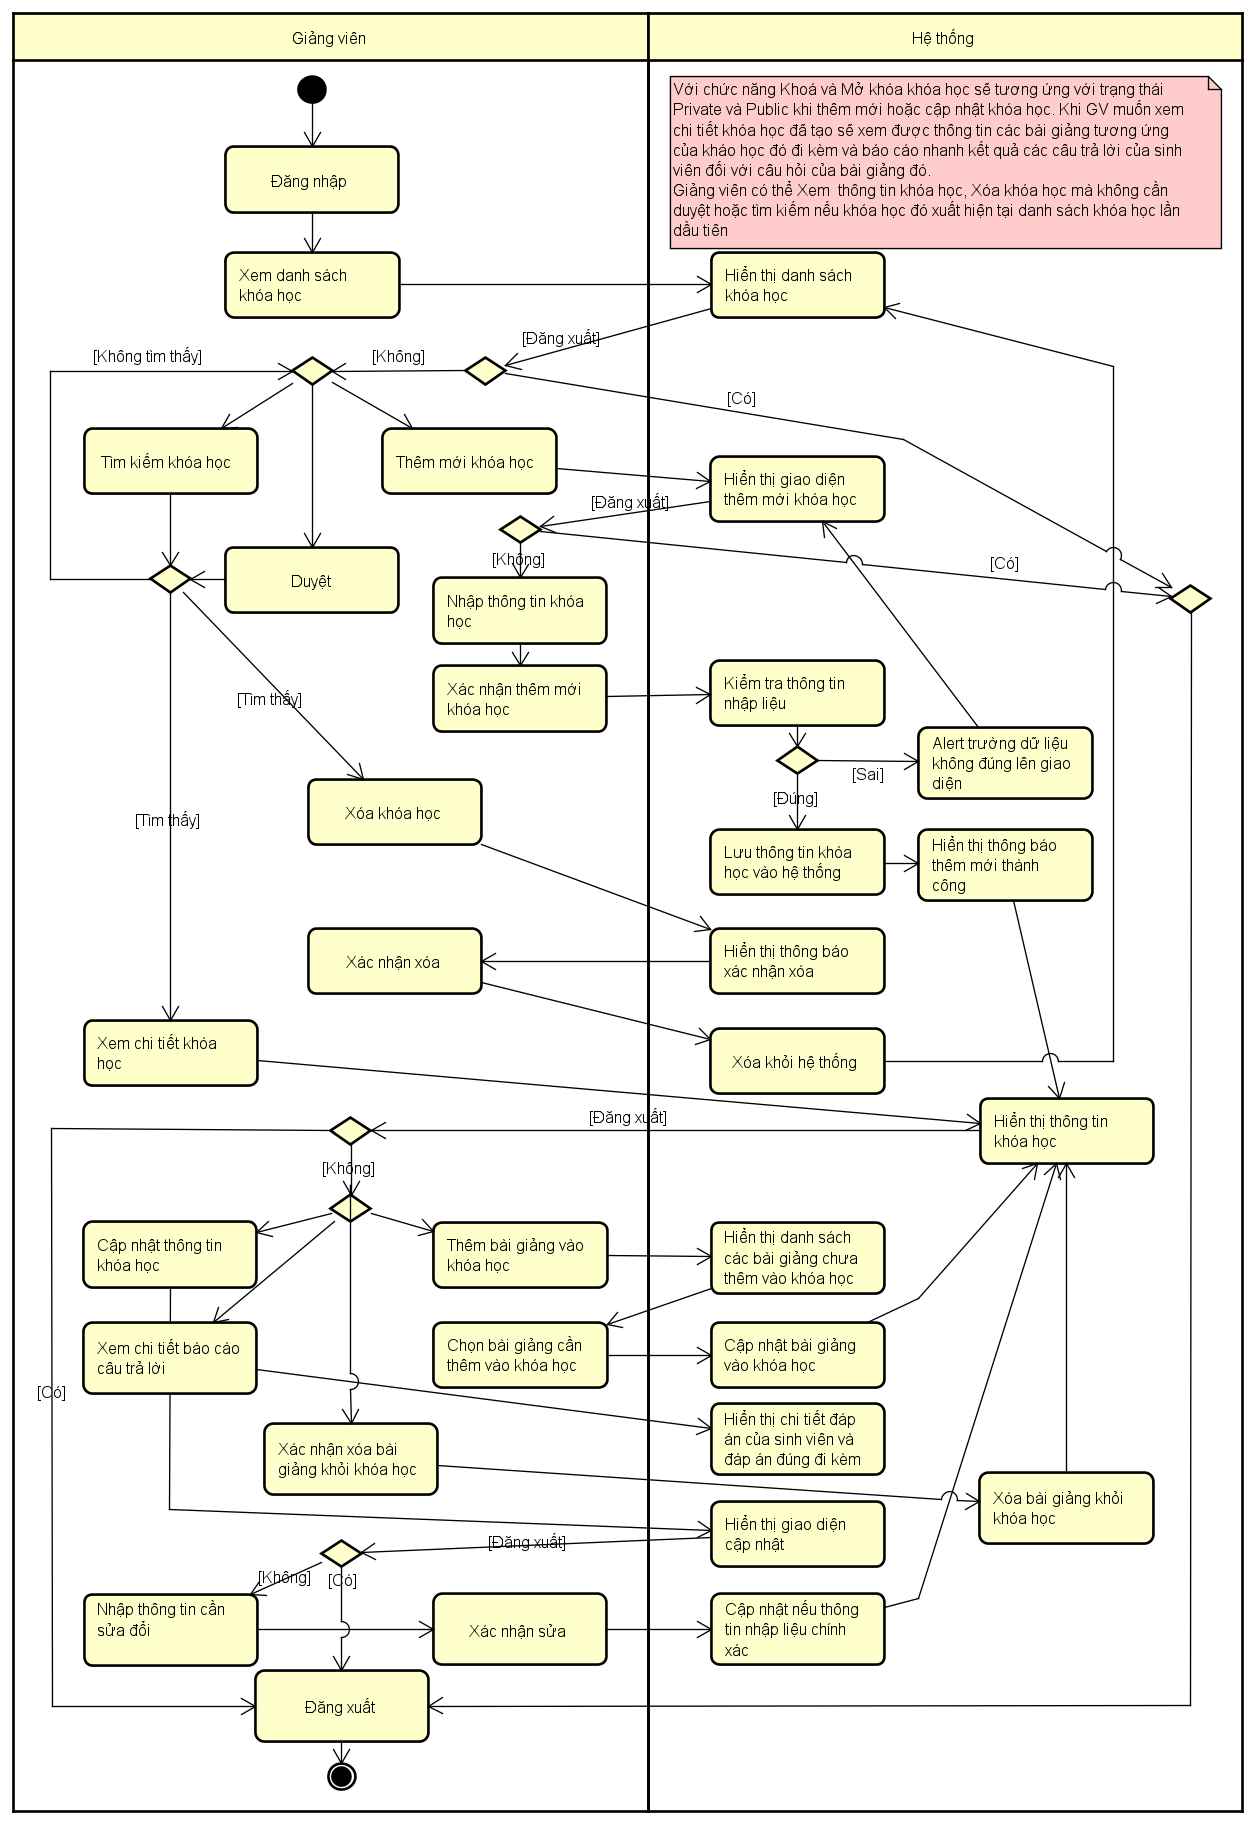 Giảng viên
Hệ thống
Với chức năng Khoá và Mở khóa khóa học sẽ tương ứng với trạng thái
Private và Public khi thêm mới hoặc cập nhật khóa học. Khi GV muốn xem
chi tiết khóa học đã tạo sẽ xem được thông tin các bài giảng tương ứng
của kháo học đó đi kèm và báo cáo nhanh kết quả các câu trả lời của sinh
viên đối với câu hỏi của bài giảng đó.
Giảng viên có thể Xem thông tin khóa học, Xóa khóa học mà không cần
duyệt hoặc tìm kiếm nếu khóa học đó xuất hiện tại danh sách khóa học lần
dầu tiên
Đăng nhập
Xem danh sách
khóa học
Hiển thị danh sách
khóa học
[Đăng xuất]
[Không tìm thấy]
[Không]
[Có]
Tìm kiếm khóa học
Thêm mới khóa học
Hiển thị giao diện
thêm mới khóa học
[Đăng xuất]
[Không]
[Có]
Duyệt
Nhập thông tin khóa
học
Xác nhận thêm mới
khóa học
Kiểm tra thông tin
nhập liệu
[Tìm thấy]
Alert trường dữ liệu
không đúng lên giao
diện
[Sai]
[Đúng]
Xóa khóa học
[Tìm thấy]
Lưu thông tin khóa
học vào hệ thống
Hiển thị thông báo
thêm mới thành
công
Xác nhận xóa
Hiển thị thông báo
xác nhận xóa
Xem chi tiết khóa
học
Xóa khỏi hệ thống
[Đăng xuất]
Hiển thị thông tin
khóa học
[Không]
Cập nhật thông tin
khóa học
Thêm bài giảng vào
khóa học
Hiển thị danh sách
các bài giảng chưa
thêm vào khóa học
Xem chi tiết báo cáo
câu trả lời
Chọn bài giảng cần
thêm vào khóa học
Cập nhật bài giảng
vào khóa học
[Có]
Hiển thị chi tiết đáp
án của sinh viên và
đáp án đúng đi kèm
Xác nhận xóa bài
giảng khỏi khóa học
Xóa bài giảng khỏi
khóa học
Hiển thị giao diện
cập nhật
[Đăng xuất]
[Không]
[Có]
Nhập thông tin cần
sửa đổi
Xác nhận sửa
Cập nhật nếu thông
tin nhập liệu chính
xác
Đăng xuất